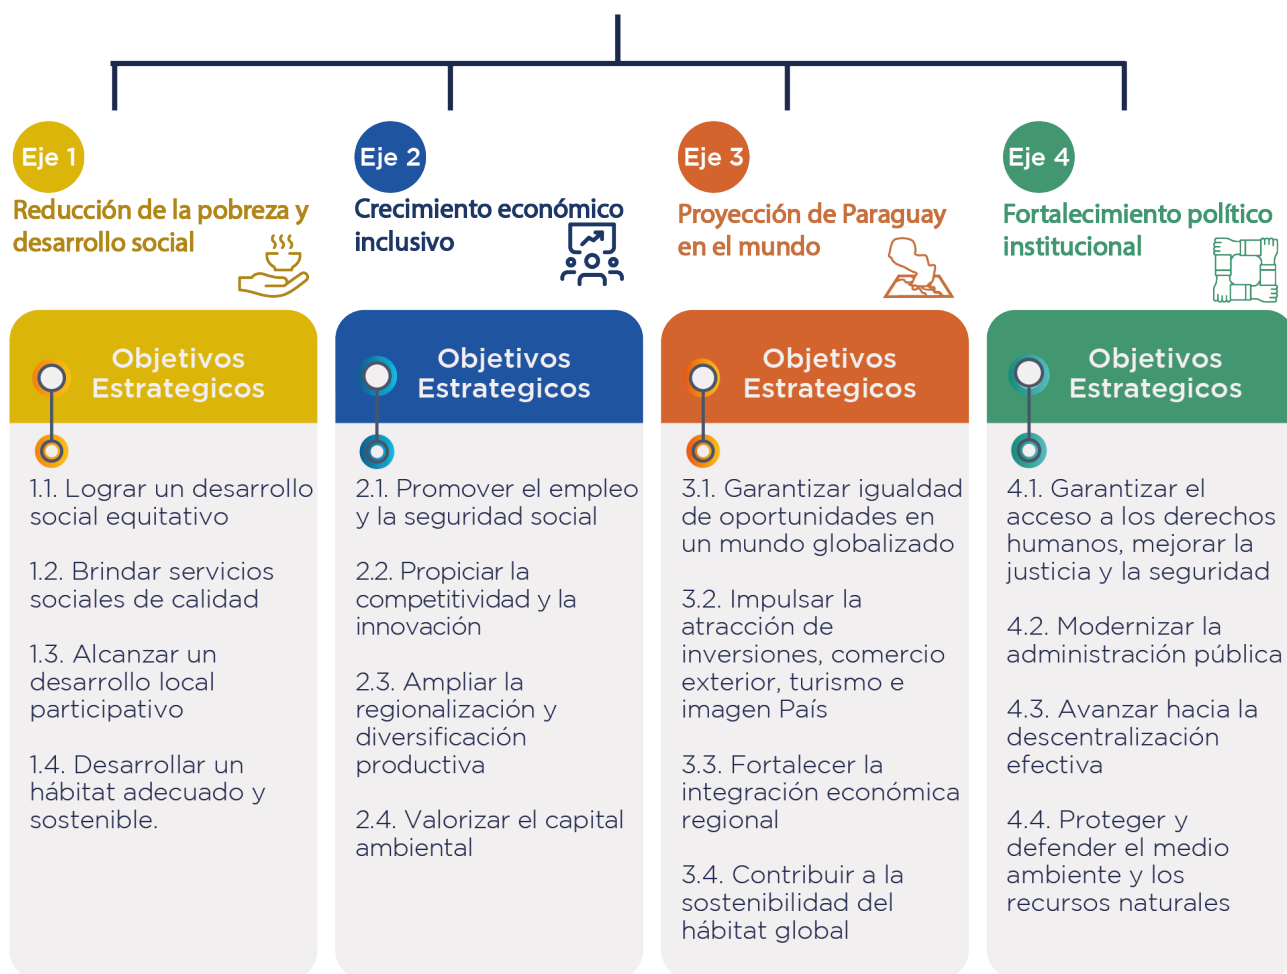 Eje 1
Reducción de la pobreza y
desarrollo social
Objetivos
Estrategicos
1.1. Lograr un desarrollo
social equitativo
1.2. Brindar servicios
sociales de calidad
1.3. Alcanzar un
desarrollo local
participativo
1.4. Desarrollar un
hábitat adecuado y
sostenible.
Eje 2
Crecimiento económico
inclusivo
Objetivos
Estrategicos
2.1. Promover el empleo
y la seguridad social
2.2. Propiciar la
competitividad y la
innovación
2.3. Ampliar la
regionalización y
diversificación
productiva
2.4. Valorizar el capital
ambiental
Eje 3
Proyección de Paraguay
en el mundo
Objetivos
Estrategicos
3.1. Garantizar igualdad
de oportunidades en
un mundo globalizado
3.2. Impulsar la
atracción de
inversiones, comercio
exterior, turismo e
imagen País
3.3. Fortalecer la
integración económica
regional
3.4. Contribuir a la
sostenibilidad del
hábitat global
Eje 4
Fortalecimiento político
institucional
Objetivos
Estrategicos
4.1. Garantizar el
acceso a los derechos
humanos, mejorar la
justicia y la seguridad
4.2. Modernizar la
administración pública
4.3. Avanzar hacia la
descentralización
efectiva
4.4. Proteger y
defender el medio
ambiente y los
recursos naturales